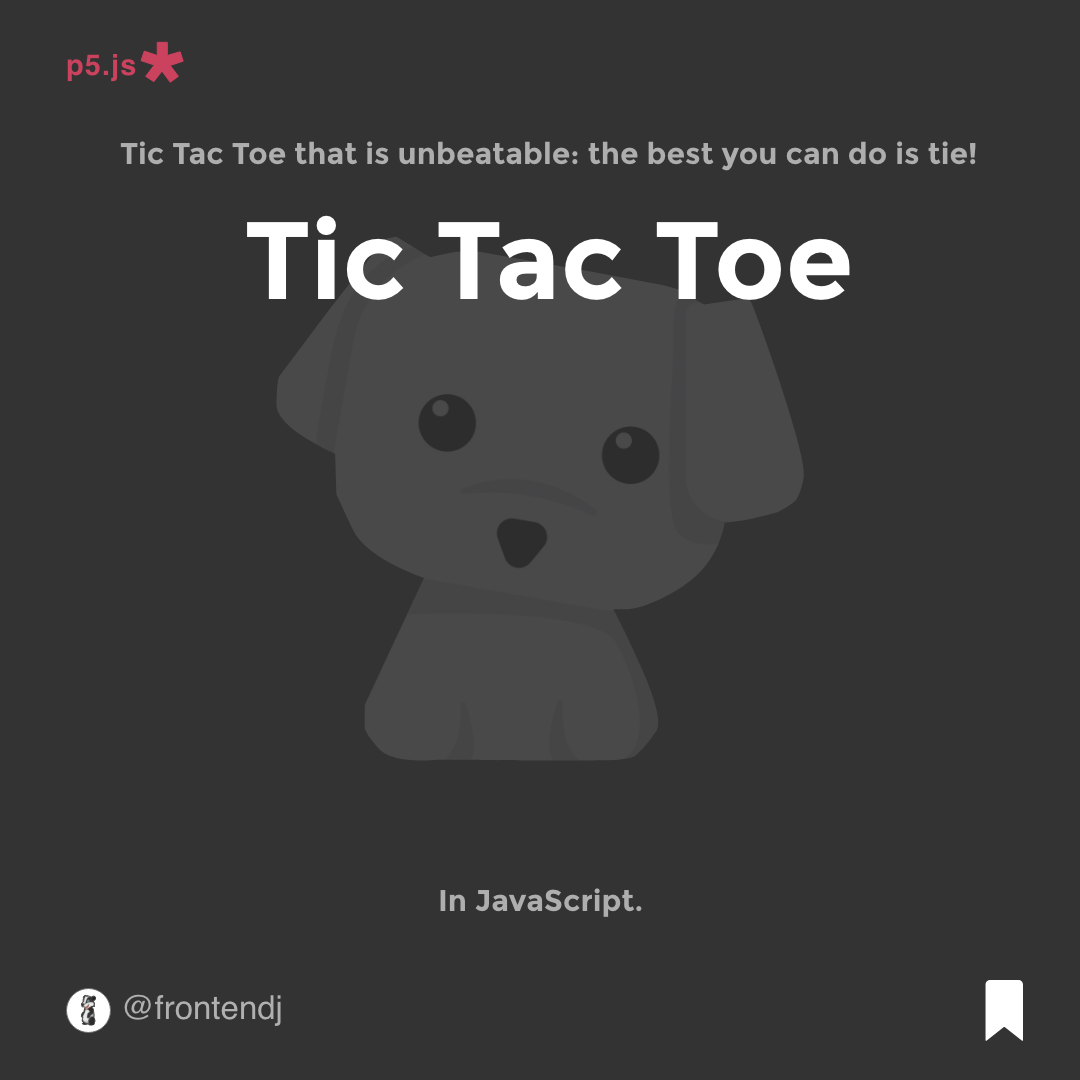 p5.js
Tic Tac Toe that is unbeatable: the best you can do is tie!
Tic Tac Toe
In JavaScript.
@frontendj